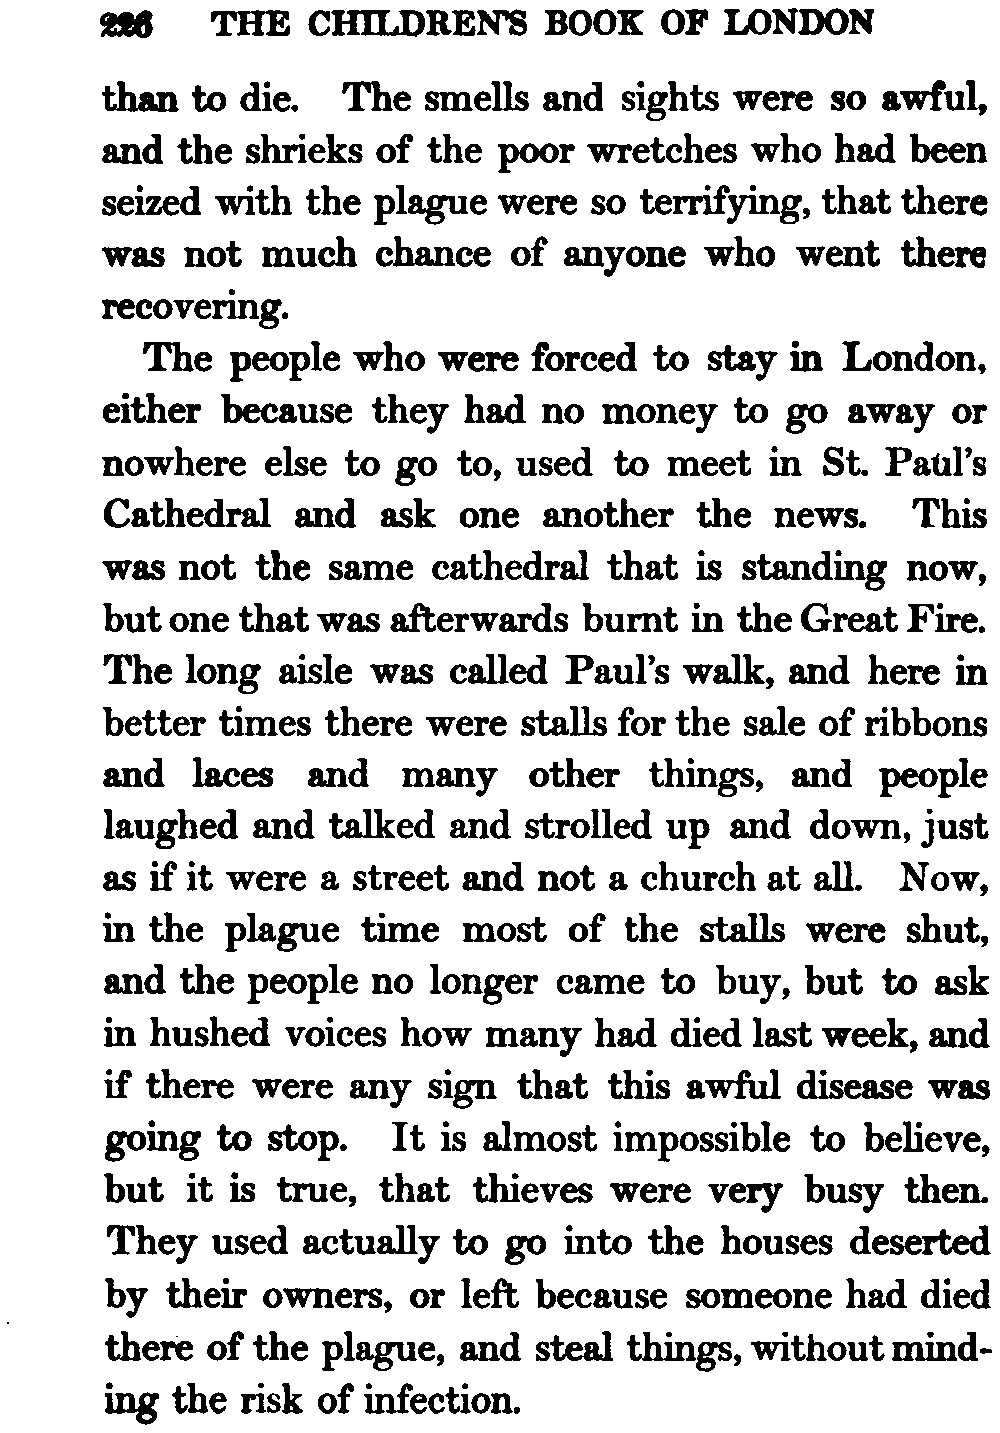 226 THE CHILDREN'S BOOK OF LONDON
than to die. The smells and sights were so awful,
and the shrieks of the poor wretches who had been
seized with the plague were so terrifying, that there
was not much chance of anyone who went there
recovering.
The people who were forced to stay in London,
either because they had no money to go away or
nowhere else to go to, used to meet in St. Paul's
Cathedral and ask one another the news. This
was not the same cathedral that is standing now,
but one that was afterwards burnt in the Great Fire.
The long aisle was called Paul's walk, and here in
better times there were stalls for the sale of ribbons
and laces and many other things, and people
laughed and talked and strolled up and down, just
as if it were a street and not a church at all. Now,
in the plague time most of the stalls were shut,
and the people no longer came to buy, but to ask
in hushed voices how many had died last week, and
if there were any sign that this awful disease was
going to stop. It is almost impossible to believe,
but it is true, that thieves were very busy then.
They used actually to go into the houses deserted
by their owners, or left because someone had died
there of the plague, and steal things, without mind-
ing the risk of infection.